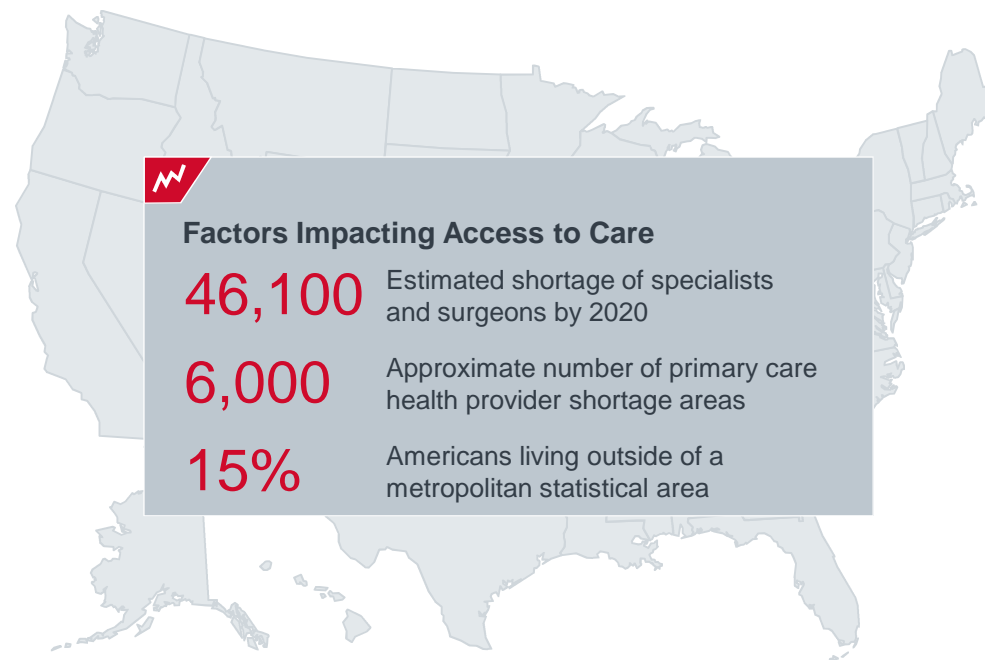 Factors Impacting Access to Care
46,100 Estimated shortage of specialists
and surgeons by 2020
6,000 Approximate number of primary care
health provider shortage areas
15% Americans living outside of a
metropolitan statistical area